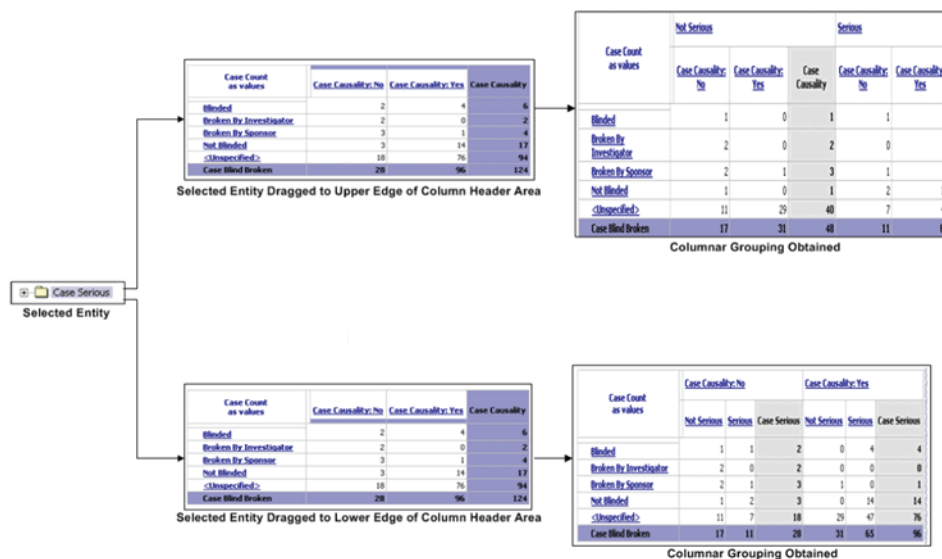 Case Serious
Selected Entity
Case Count as values Case Causality: No Case Causality: Yes Case Causality
Blinded 2 4 6
Broken By Investigator 2 0 2
Broken By Sponsor 3 1 4
Not Blinded 3 14 17
<Unspecified> 18 76 94
Case Blind Broken 28 96 124
Selected Entity Dragged to Upper Edge of Column Header Area
Not Serious Serious
Case Count as values Case Causality: No Case Causality: Yes Case Causality Case Causality: No Case Causality: Yes
Blinded 1 0 1 1
Broken By Investigator 2 0 2 0
Broken By Sponsor 2 1 3 1
Not Blinded 1 0 1 2
<Unspecified> 11 29 40 7
Case Blind Broken 17 31 48 11
Columnar Grouping Obtained
Case Count as values Case Causality: No Case Causality: Yes Case Causality
Blinded 2 4 6
Broken By Investigator 2 0 2
Broken By Sponsor 3 1 4
Not Blinded 3 14 17
<Unspecified> 18 76 94
Case Blind Broken 28 96 124
Selected Entity Dragged to Lower Edge of Column Header Area
Case Causality: No Case Causality: Yes
Case Count as values Not Serious Serious Case Serious Not Serious Serious Case Serious
Blinded 1 1 2 0 4 4
Broken By Investigator 2 0 2 0 0 0
Broken By Sponsor 2 1 3 1 0 1
Not Blinded 1 2 3 0 14 14
<Unspecified> 11 7 18 29 47 76
Case Blind Broken 17 11 28 31 65 96
Columnar Grouping Obtained